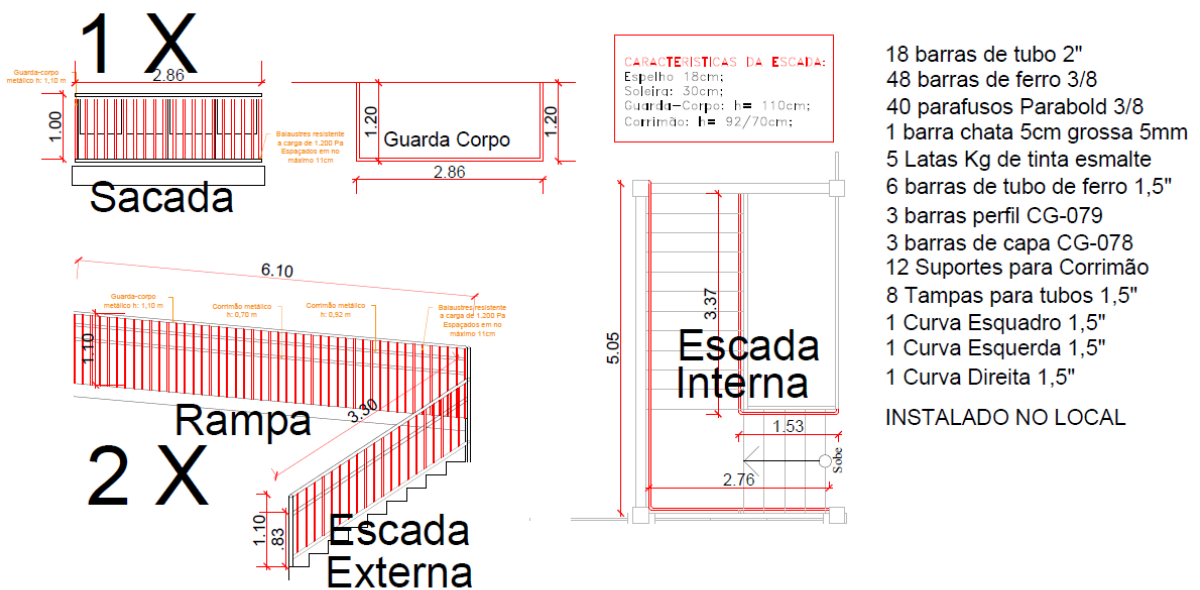 1 X
Guarda-corpo
metálico h: 1,10 m
2.86
1.00
Balaustres resistente
a carga de 1.200 Pa
Espaçados em no
máximo 11cm
Sacada
1.20
Guarda Corpo
1.20
2.86
CARACTERISTICAS DA ESCADA:
Espelho 18cm;
Soleira: 30cm;
Guarda-Corpo: h= 110cm;
Corrimão: h= 92/70cm;
6.10
Guarda-corpo
metálico h: 1,10 m
Corrimão metálico
h: 0,70 m
Corrimão metálico
h: 0,92 m
Balaustres resistente
a carga de 1.200 Pa
Espaçados em no
máximo 11cm
1.10
Rampa
3.30
2 X
1.10
.83
Escada
Externa
5.05
3.37
Escada
Interna
1.53
2.76
Sobe
18 barras de tubo 2"
48 barras de ferro 3/8
40 parafusos Parabold 3/8
1 barra chata 5cm grossa 5mm
5 Latas Kg de tinta esmalte
6 barras de tubo de ferro 1,5"
3 barras perfil CG-079
3 barras de capa CG-078
12 Suportes para Corrimão
8 Tampas para tubos 1,5"
1 Curva Esquadro 1,5"
1 Curva Esquerda 1,5"
1 Curva Direita 1,5"
INSTALADO NO LOCAL